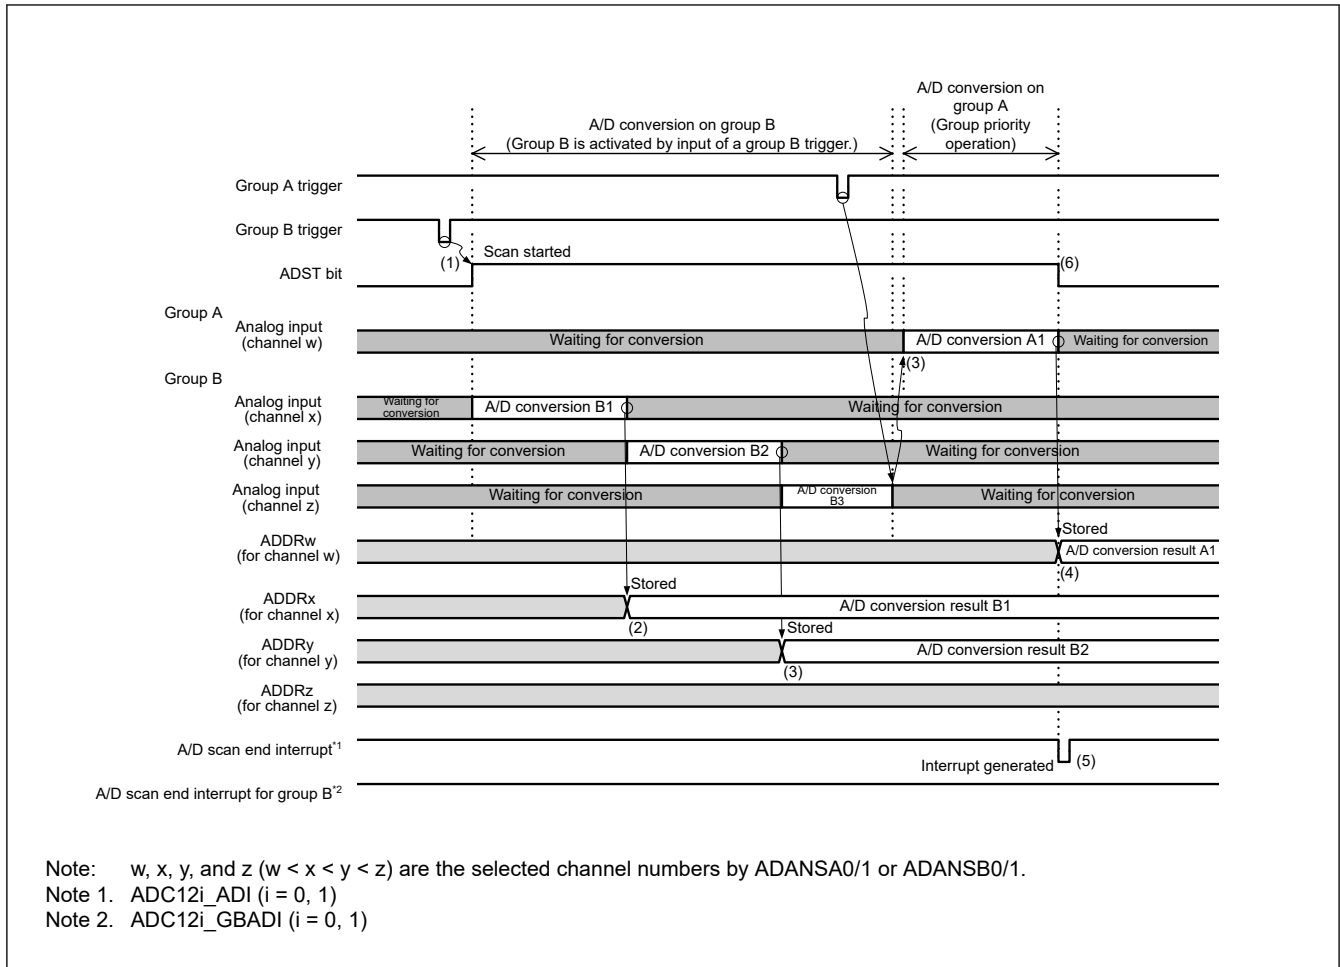 A/D conversion on
group A
(Group priority
operation)
A/D conversion on group B
(Group B is activated by input of a group B trigger.)
Group A trigger
Group B trigger
(1)
Scan started
ADST bit
(6)
Group A
Analog input
(channel w)
Waiting for conversion
A/D conversion A1
Waiting for conversion
(3)
Group B
Analog input
(channel x)
Waiting for
conversion
A/D conversion B1
Waiting for conversion
Analog input
(channel y)
Waiting for conversion
A/D conversion B2
Waiting for conversion
Analog input
(channel z)
Waiting for conversion
A/D conversion
B3
Waiting for conversion
ADDRw
(for channel w)
Stored
A/D conversion result A1
(4)
ADDRx
(for channel x)
Stored
A/D conversion result B1
(2)
ADDRy
(for channel y)
Stored
A/D conversion result B2
(3)
ADDRz
(for channel z)
A/D scan end interrupt*1
Interrupt generated
(5)
A/D scan end interrupt for group B*2
Note: w, x, y, and z (w < x < y < z) are the selected channel numbers by ADANSA0/1 or ADANSB0/1.
Note 1. ADC12i_ADI (i = 0, 1)
Note 2. ADC12i_GBADI (i = 0, 1)